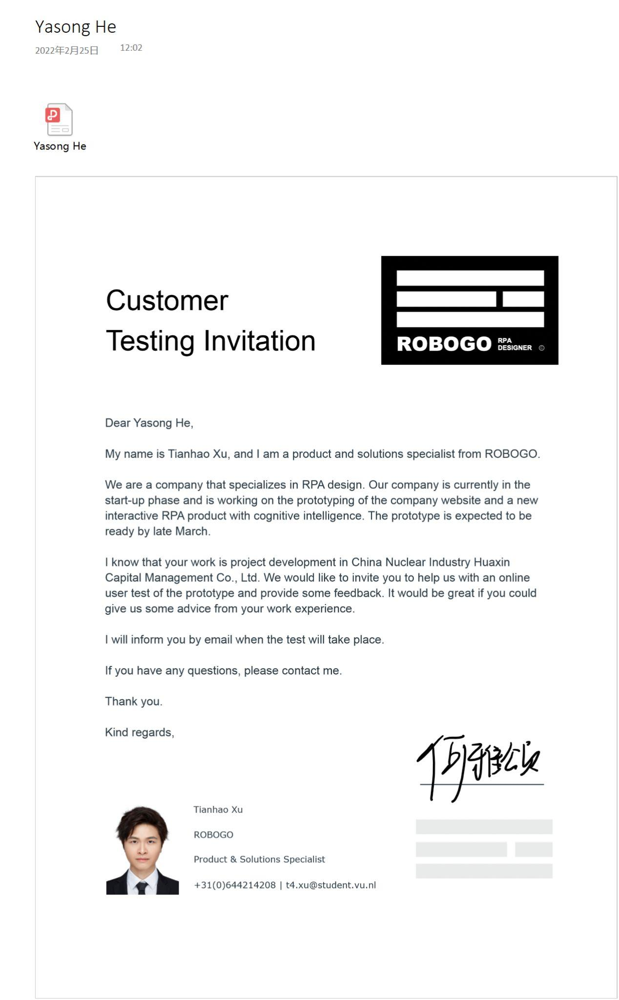 Yasong He
2022年2月25日 12:02
Yasong He
Customer
Testing Invitation
ROBOGO RPA
DESIGNER ©
Dear Yasong He,
My name is Tianhao Xu, and I am a product and solutions specialist from ROBOGO.
We are a company that specializes in RPA design. Our company is currently in the
start-up phase and is working on the prototyping of the company website and a new
interactive RPA product with cognitive intelligence. The prototype is expected to be
ready by late March.
I know that your work is project development in China Nuclear Industry Huaxin
Capital Management Co., Ltd. We would like to invite you to help us with an online
user test of the prototype and provide some feedback. It would be great if you could
give us some advice from your work experience.
I will inform you by email when the test will take place.
If you have any questions, please contact me.
Thank you.
Kind regards,
何雅颂
Tianhao Xu
ROBOGO
Product & Solutions Specialist
+31(0)644214208 | t4.xu@student.vu.nl